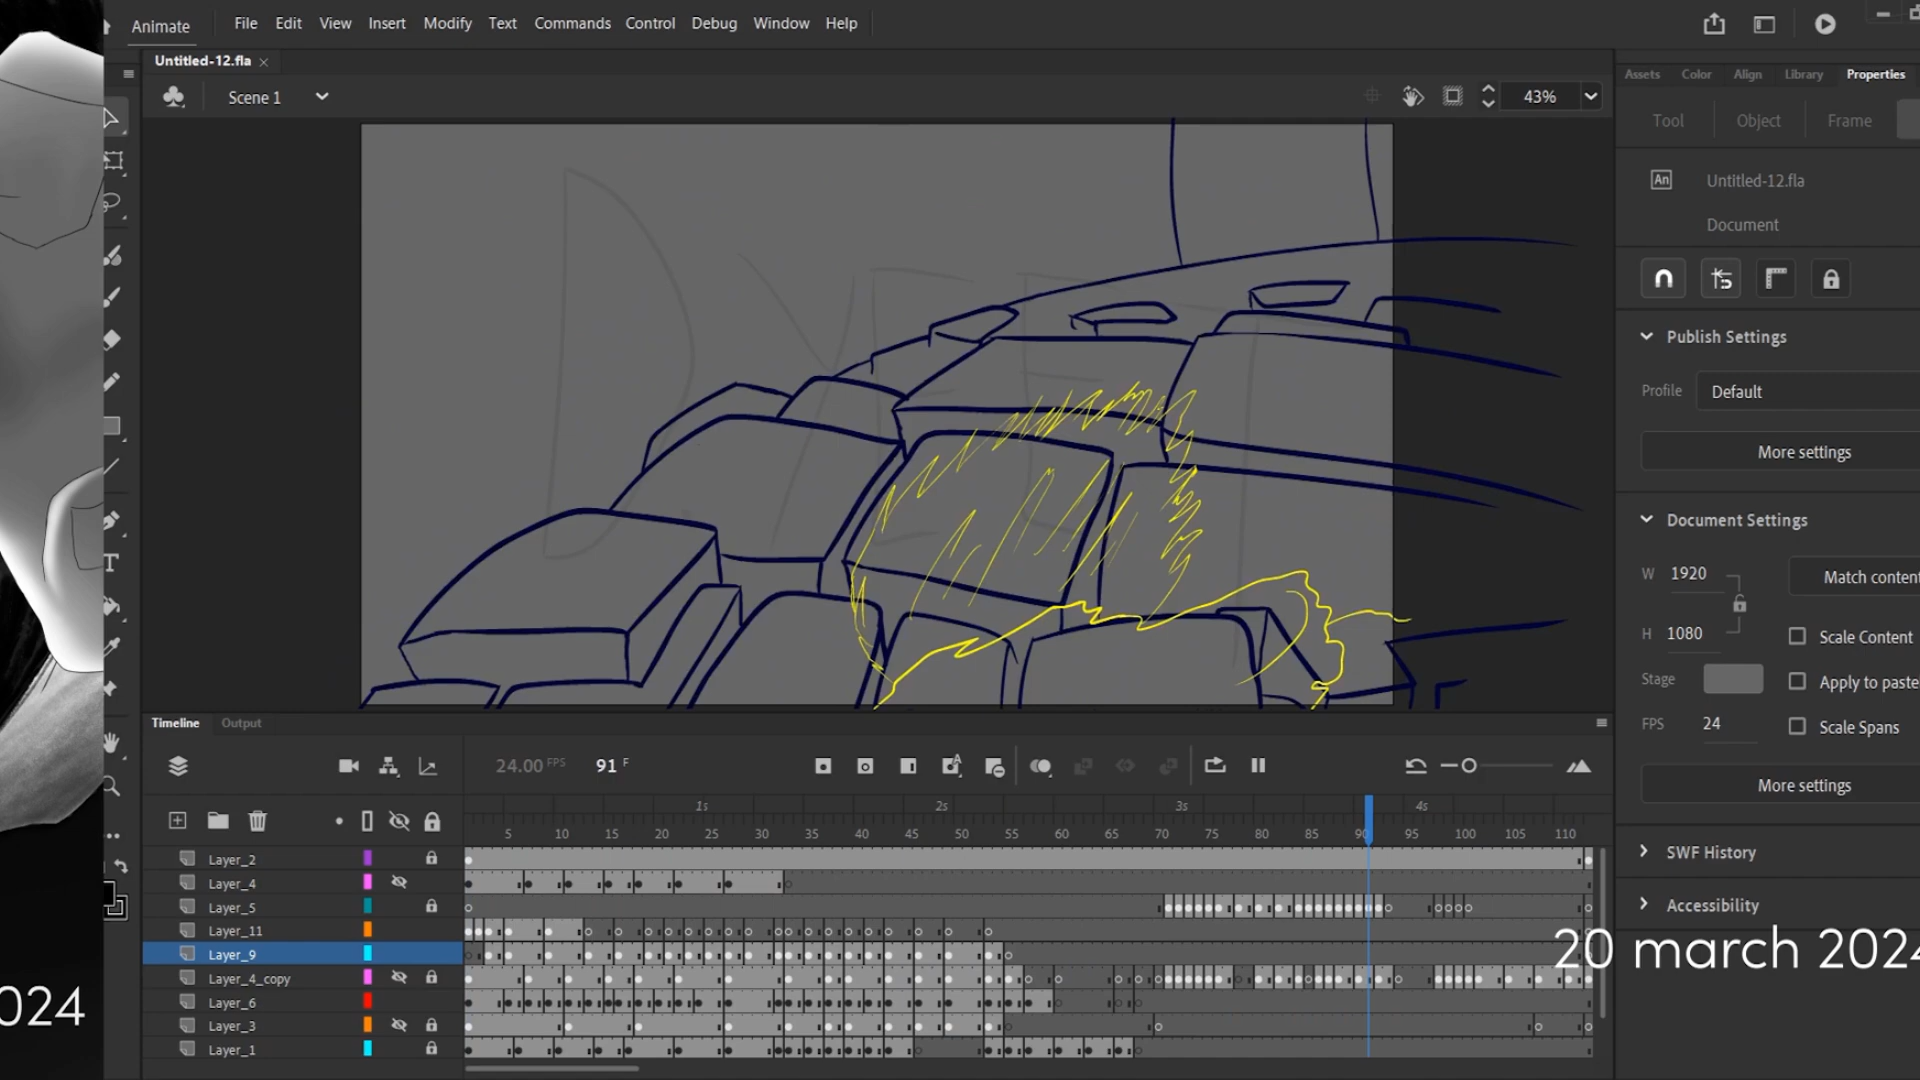 Animate File Edit View Insert Modify Text Commands Control Debug Window Help
Untitled-12.fla
Scene 1
43%
Assets Color Align Library Properties
Tool Object Frame
An Untitled-12.fla
Document
Publish Settings
Profile Default
More settings
Document Settings
W 1920
Match content
H 1080
Scale Content
Stage
Apply to paste
FPS 24
Scale Spans
More settings
SWF History
Accessibility
Timeline Output
24.00 FPS 91 F
1s 2s 3s 4s
5 10 15 20 25 30 35 40 45 50 55 60 65 70 75 80 85 90 95 100 105 110
Layer_2
Layer_4
Layer_5
Layer_11
Layer_9
Layer_4_copy
Layer_6
Layer_3
Layer_1
20 march 2024
024